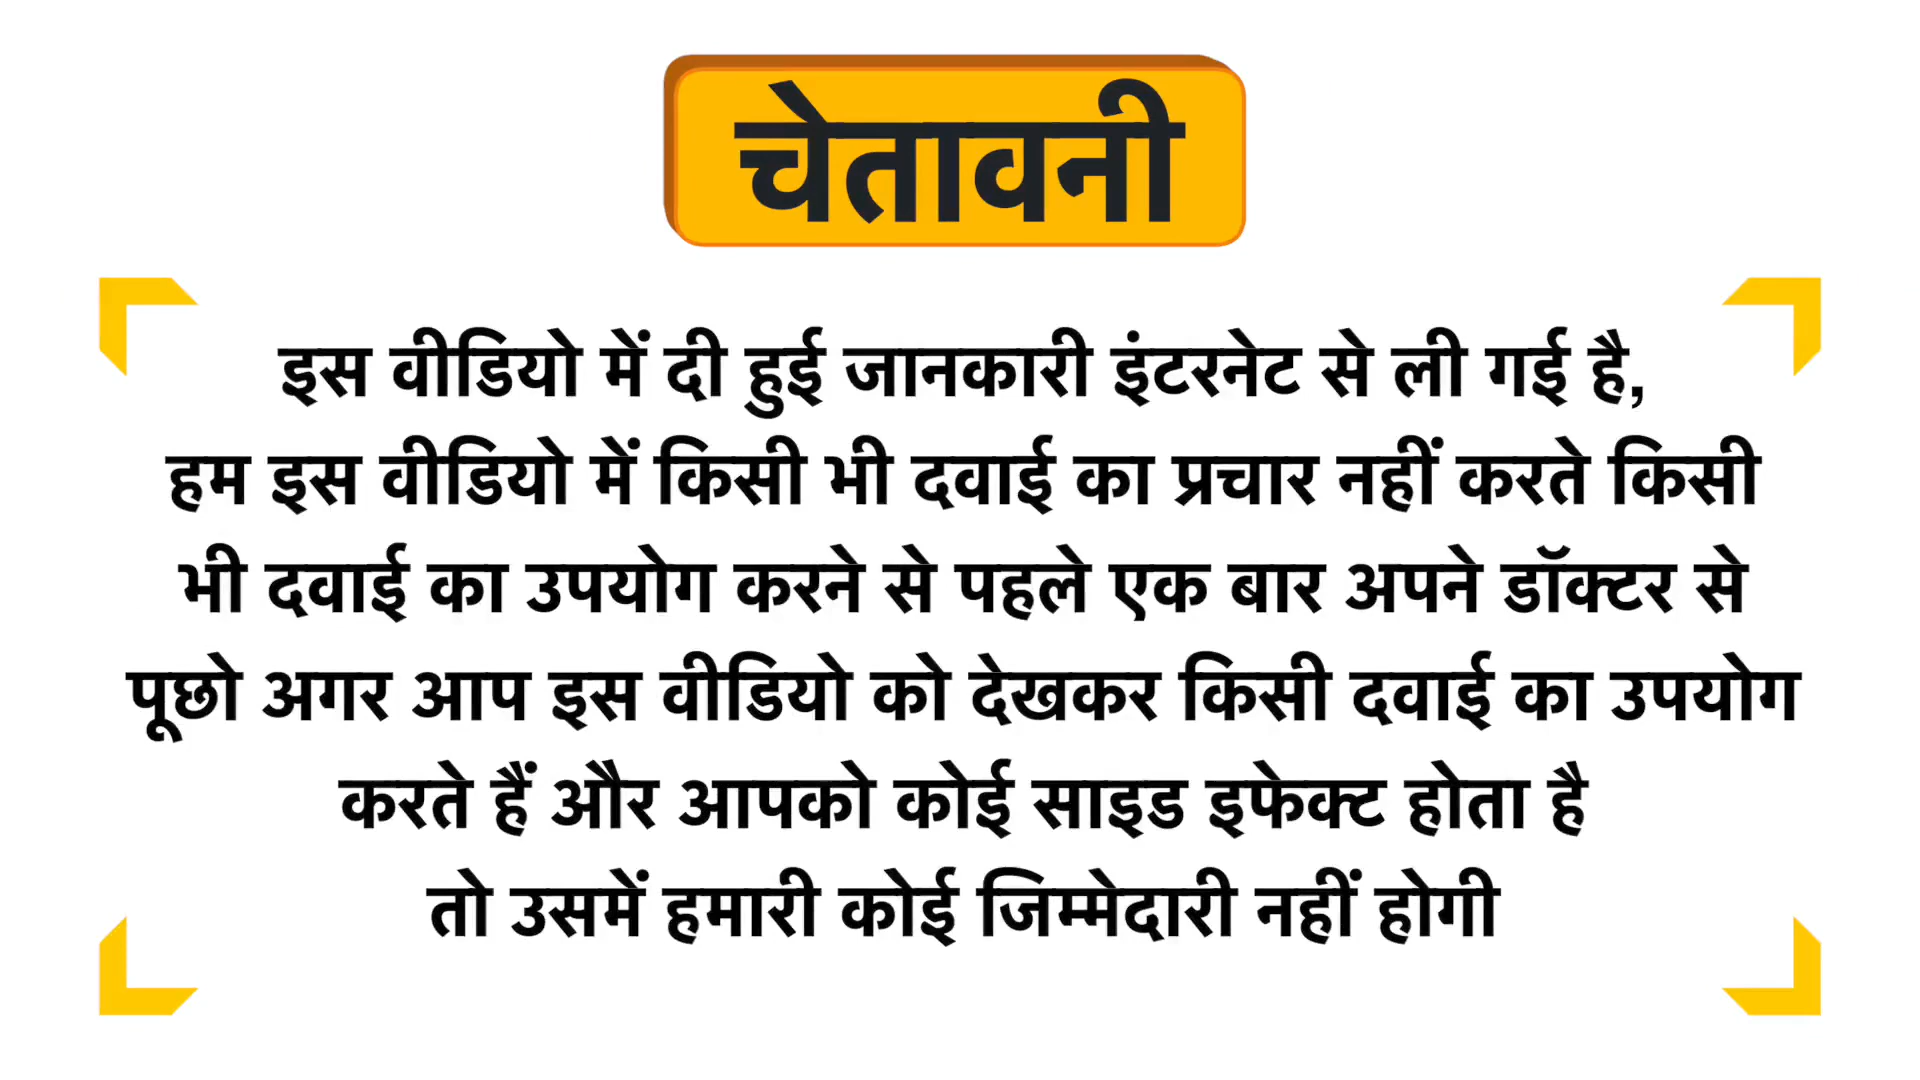 चेतावनी
इस वीडियो में दी हुई जानकारी इंटरनेट से ली गई है,
हम इस वीडियो में किसी भी दवाई का प्रचार नहीं करते किसी
भी दवाई का उपयोग करने से पहले एक बार अपने डॉक्टर से
पूछो अगर आप इस वीडियो को देखकर किसी दवाई का उपयोग
करते हैं और आपको कोई साइड इफेक्ट होता है
तो उसमें हमारी कोई जिम्मेदारी नहीं होगी